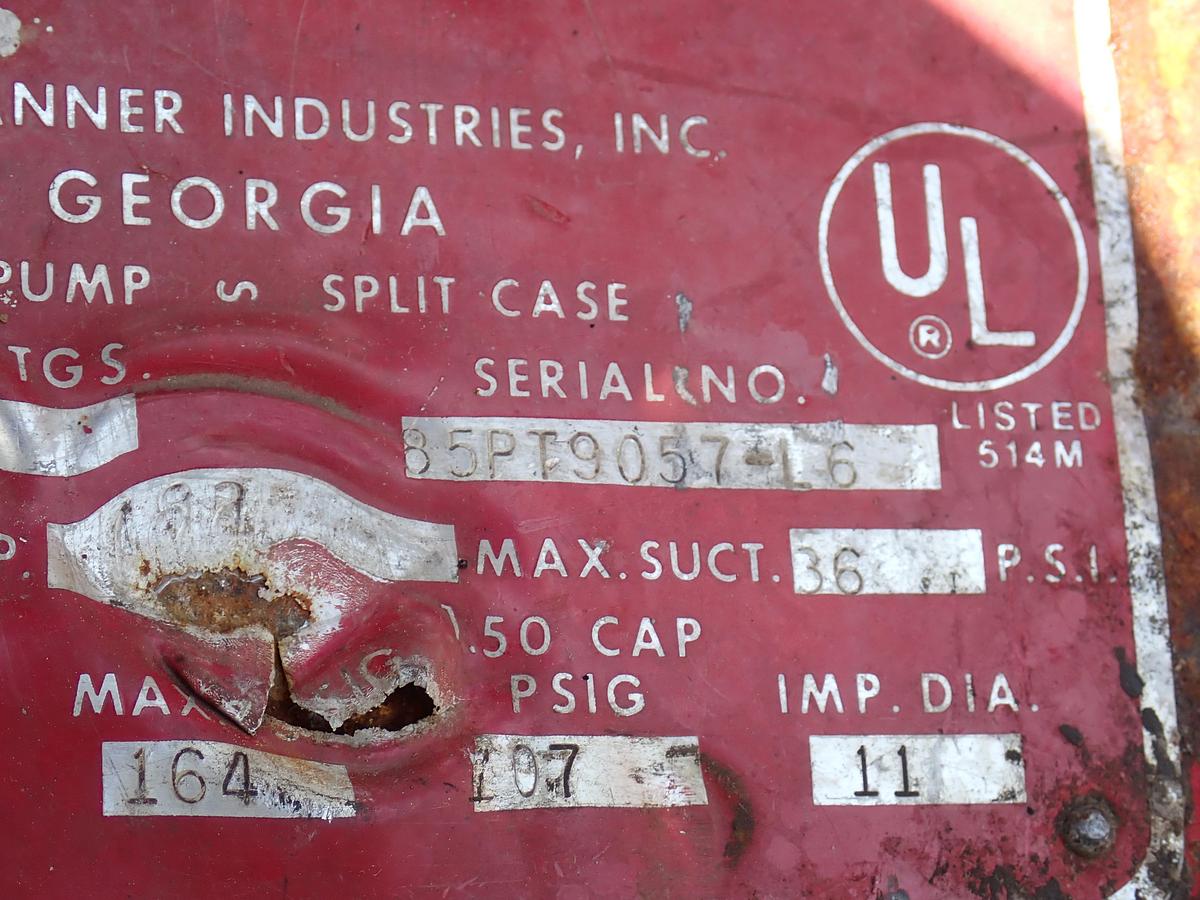 ANNER INDUSTRIES, INC.
GEORGIA
PUMP SPLIT CASE
TGS. SERIAL NO.
85PT9057-L6
UL
®
LISTED
514M
P. MAX. SUCT. 36 P.S.I.
1.50 CAP
MAX. PSIG IMP. DIA.
164 107 11